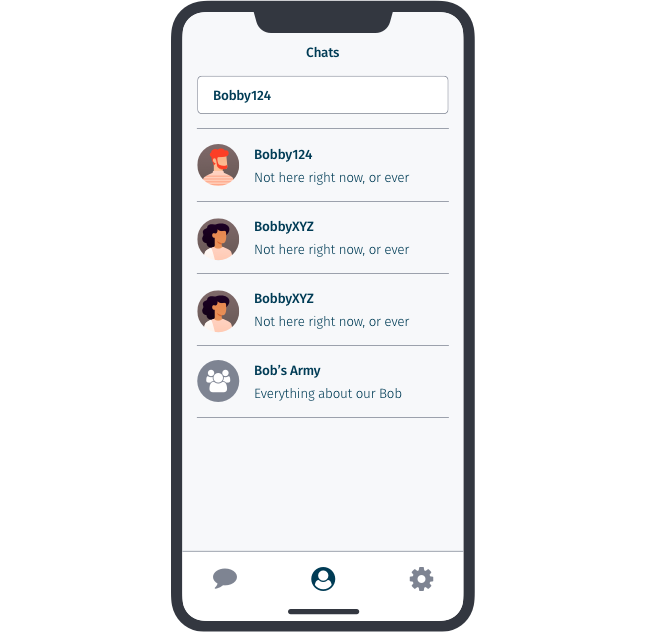 Chats
Bobby124
Bobby124
Not here right now, or ever
BobbyXYZ
Not here right now, or ever
BobbyXYZ
Not here right now, or ever
Bob’s Army
Everything about our Bob